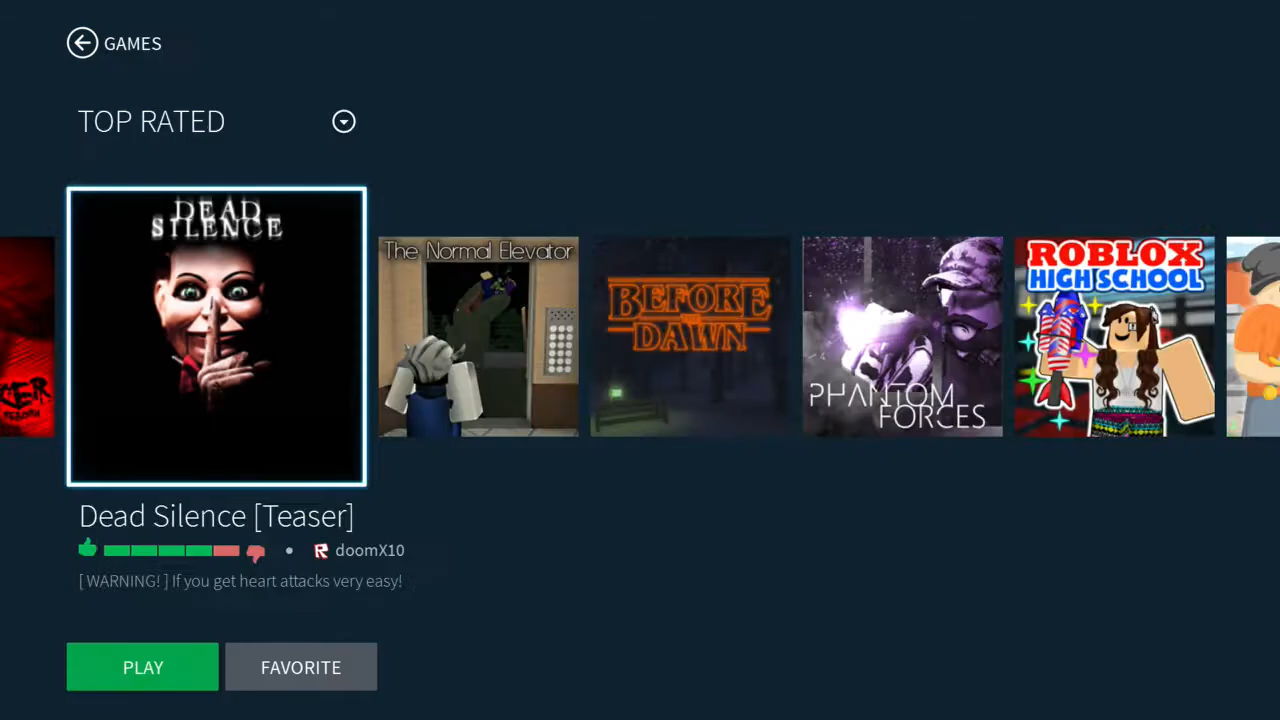 GAMES
TOP RATED
DEAD
SILENCE
The Normal Elevator
BEFORE
DAWN
PHANTOM
FORCES
ROBLOX
HIGH SCHOOL
Dead Silence [Teaser]
doomX10
[ WARNING! ] If you get heart attacks very easy!
PLAY
FAVORITE